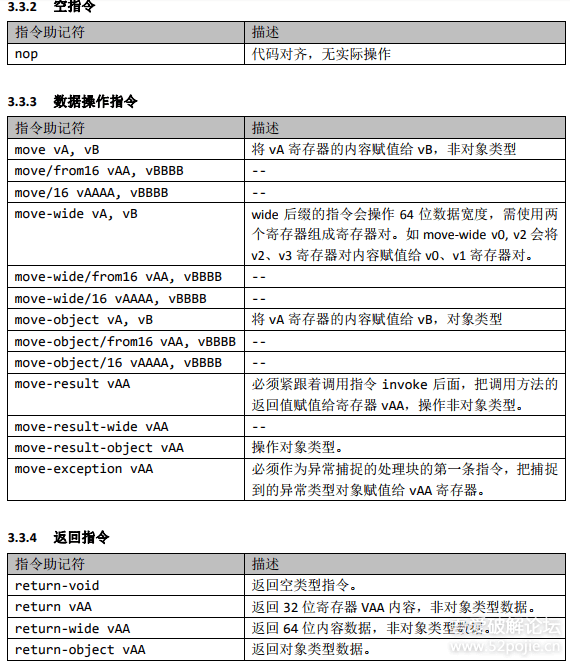 3.3.2 空指令
指令助记符 描述
nop 代码对齐，无实际操作
3.3.3 数据操作指令
指令助记符 描述
move vA, vB 将 vA 寄存器的内容赋值给 vB，非对象类型
move/from16 vAA, vBBBB --
move/16 vAAAA, vBBBB --
move-wide vA, vB wide 后缀的指令会操作 64 位数据宽度，需使用两
个寄存器组成寄存器对。如 move-wide v0, v2 会将
v2、v3 寄存器对内容赋值给 v0、v1 寄存器对。
move-wide/from16 vAA, vBBBB --
move-wide/16 vAAAA, vBBBB --
move-object vA, vB 将 vA 寄存器的内容赋值给 vB，对象类型
move-object/from16 vAA, vBBBB --
move-object/16 vAAAA, vBBBB --
move-result vAA 必须紧跟着调用指令 invoke 后面，把调用方法的
返回值赋值给寄存器 vAA，操作非对象类型。
move-result-wide vAA --
move-result-object vAA 操作对象类型。
move-exception vAA 必须作为异常捕捉的处理块的第一条指令，把捕捉
到的异常类型对象赋值给 vAA 寄存器。
3.3.4 返回指令
指令助记符 描述
return-void 返回空类型指令。
return vAA 返回 32 位寄存器 VAA 内容，非对象类型数据。
return-wide vAA 返回 64 位内容数据，非对象类型数据。
return-object vAA 返回对象类型数据。
吾爱破解论坛
www.52pojie.cn